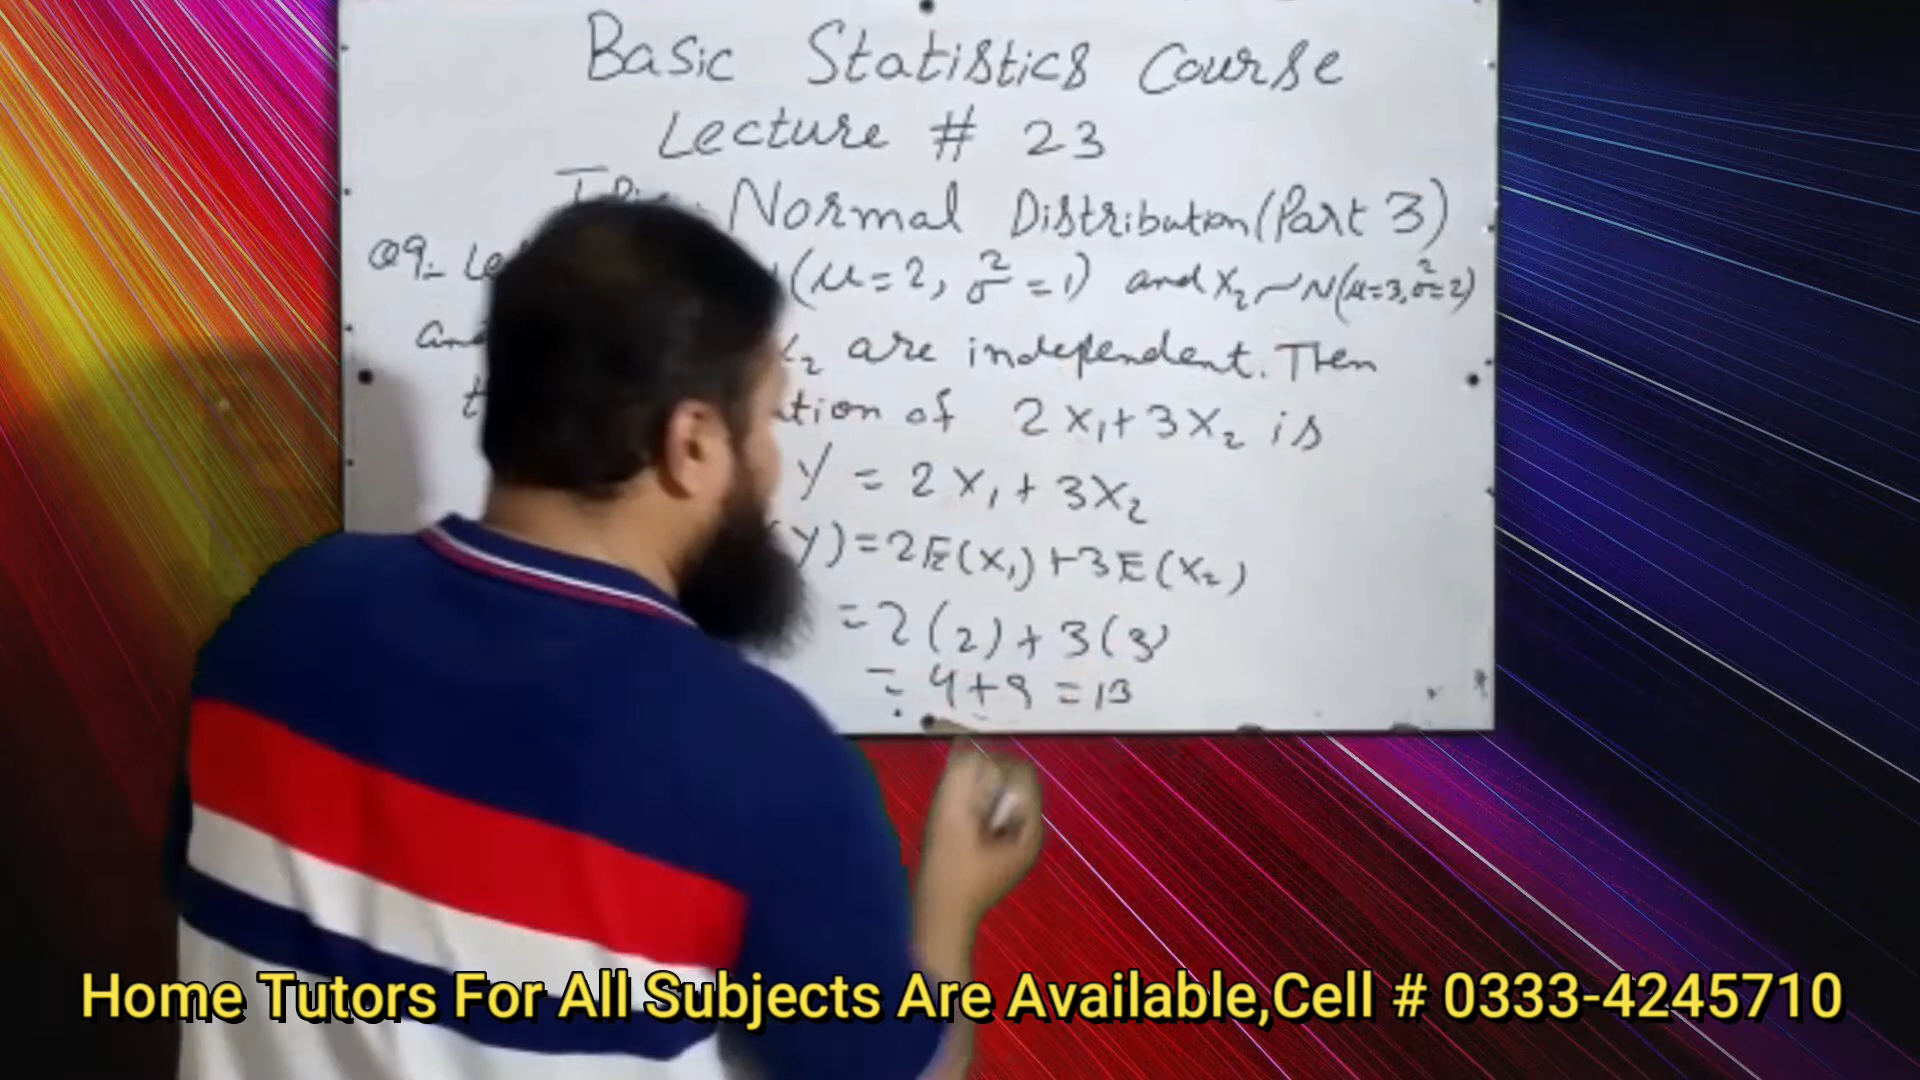 Basic Statistics Course
Lecture # 23
Normal Distribution (Part 3)
Q9:- (μ=2, σ²=1) and X₂ ~ N(μ=3, σ²=2)
X₂ are independent. Then
of 2X₁+3X₂ is
Y = 2X₁+3X₂
(Y)=2E(X₁)+3E(X₂)
=2(2)+3(3)
= 4+9 =13
Home Tutors For All Subjects Are Available,Cell # 0333-4245710